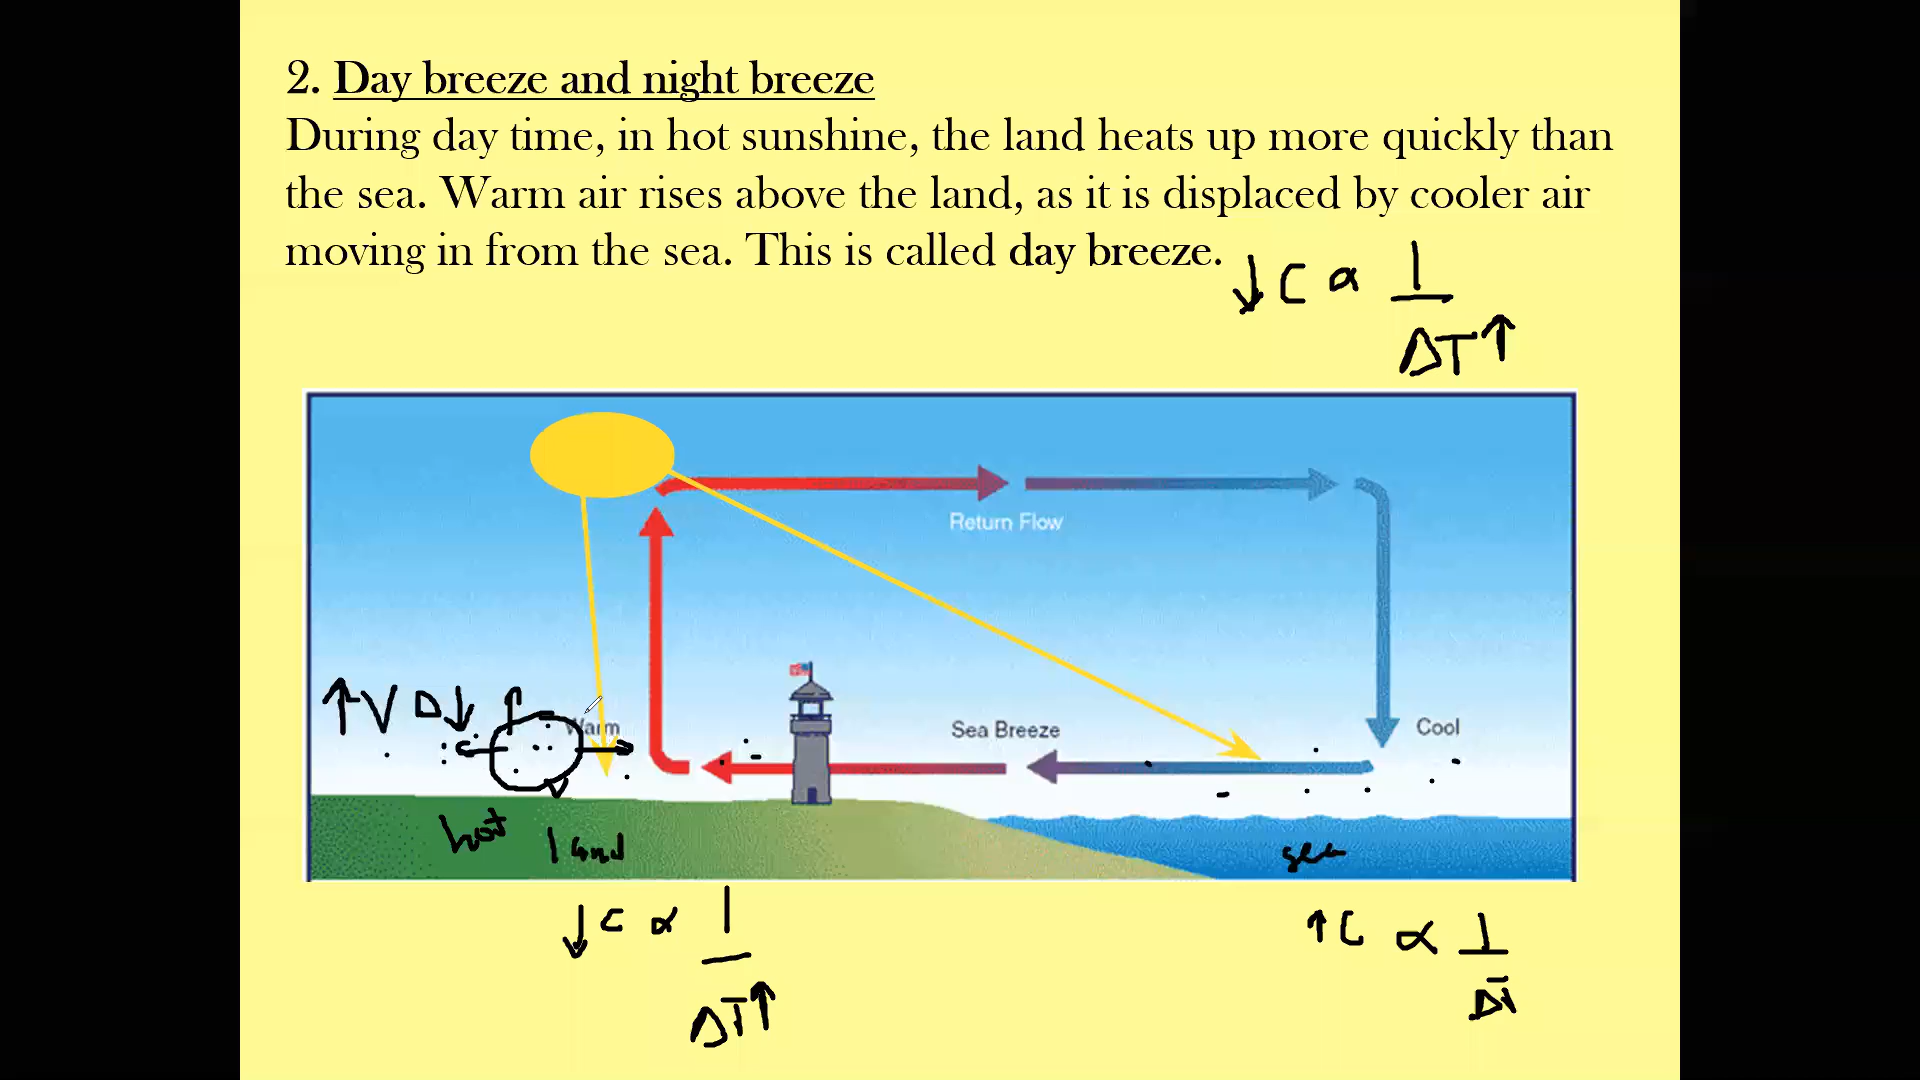 2. Day breeze and night breeze
During day time, in hot sunshine, the land heats up more quickly than
the sea. Warm air rises above the land, as it is displaced by cooler air
moving in from the sea. This is called day breeze.
↓ C ∝ 1
ΔT↑
Return Flow
↑V D↓
Warm
Sea Breeze
Cool
hot land
sea
↓ C ∝ 1
ΔT↑
↑ C ∝ 1
ΔT